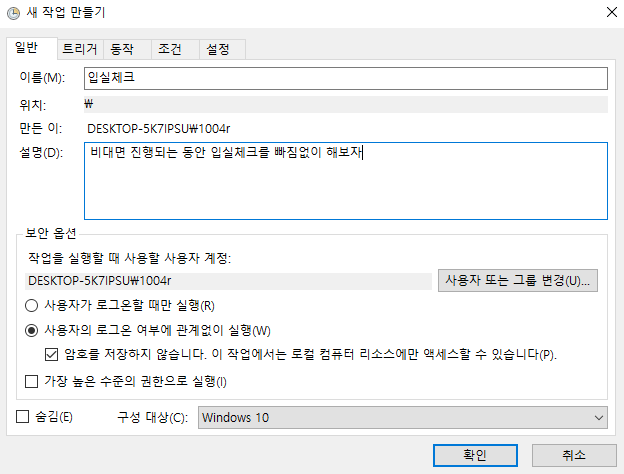 새 작업 만들기
일반 트리거 동작 조건 설정
이름(M): 입실체크
위치: ₩
만든 이: DESKTOP-5K7IPSU₩1004r
설명(D): 비대면 진행되는 동안 입실체크를 빠짐없이 해보자
보안 옵션
작업을 실행할 때 사용할 사용자 계정:
DESKTOP-5K7IPSU₩1004r 사용자 또는 그룹 변경(U)...
사용자가 로그온할 때만 실행(R)
사용자의 로그온 여부에 관계없이 실행(W)
암호를 저장하지 않습니다. 이 작업에서는 로컬 컴퓨터 리소스에만 액세스할 수 있습니다(P).
가장 높은 수준의 권한으로 실행(I)
숨김(E) 구성 대상(C): Windows 10
확인 취소